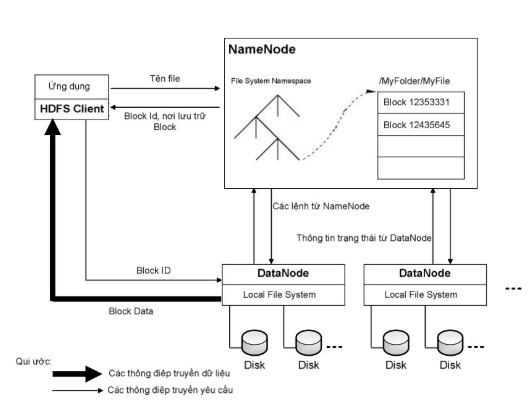 NameNode
Ứng dụng
HDFS Client
Tên file
Block Id, nơi lưu trữ
Block
File System Namespace
/MyFolder/MyFile
Block 12353331
Block 12435645
Các lệnh từ NameNode
Thông tin trạng thái từ DataNode
Block ID
Block Data
DataNode
Local File System
Disk
Disk
DataNode
Local File System
Disk
Disk
Qui ước:
Các thông điệp truyền dữ liệu
Các thông điệp truyền yêu cầu